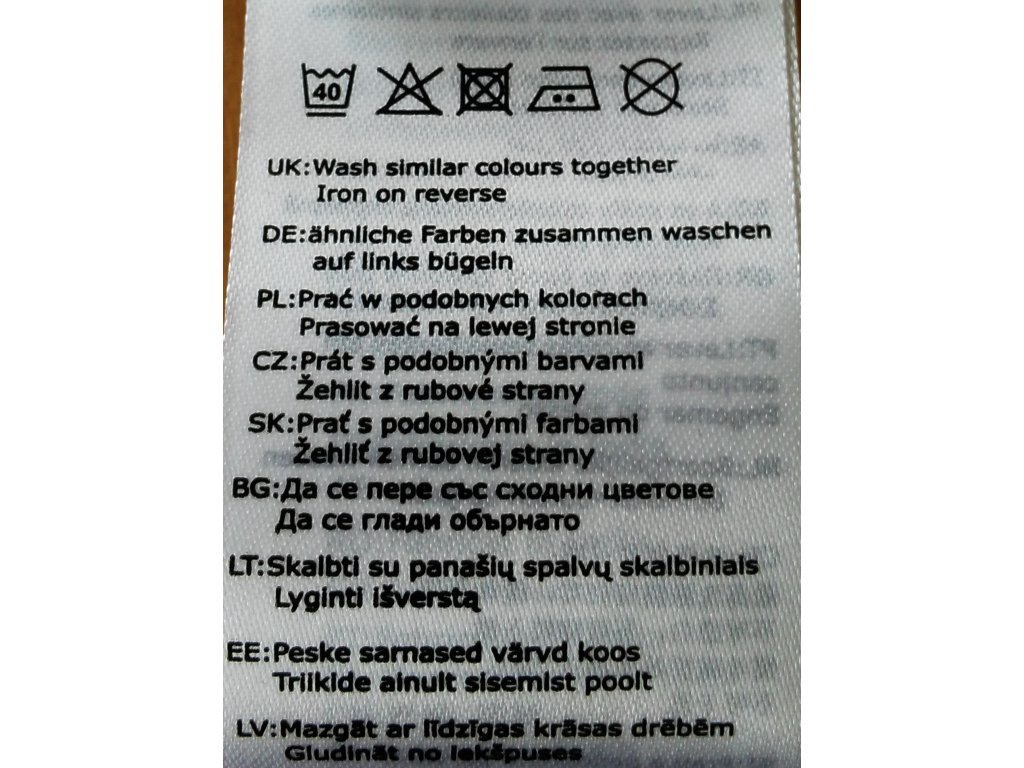 40
UK:Wash similar colours together
Iron on reverse
DE:ähnliche Farben zusammen waschen
auf links bügeln
PL:Prać w podobnych kolorach
Prasować na lewej stronie
CZ:Prát s podobnými barvami
Žehlit z rubové strany
SK:Prať s podobnými farbami
Žehliť z rubovej strany
BG:Да се пере със сходни цветове
Да се глади обърнато
LT:Skalbti su panašių spalvų skalbiniais
Lyginti išverstą
EE:Peske sarnased värvd koos
Triikide ainult sisemist poolt
LV:Mazgāt ar līdzīgas krāsas drēbēm
Gludināt no iekšpuses